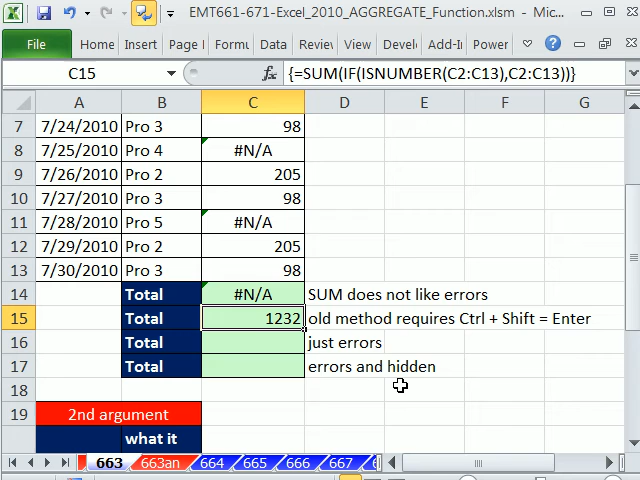 EMT661-671-Excel_2010_AGGREGATE_Function.xlsm - Mic...
File Home Insert Page l Formu Data Reviev View Devel Add-In Power
C15 fx {=SUM(IF(ISNUMBER(C2:C13),C2:C13))}
A B C D E F G
7 7/24/2010 Pro 3 98
8 7/25/2010 Pro 4 #N/A
9 7/26/2010 Pro 2 205
10 7/27/2010 Pro 3 98
11 7/28/2010 Pro 5 #N/A
12 7/29/2010 Pro 2 205
13 7/30/2010 Pro 3 98
14 Total #N/A SUM does not like errors
15 Total 1232 old method requires Ctrl + Shift = Enter
16 Total just errors
17 Total errors and hidden
18
19 2nd argument
what it
663 663an 664 665 666 667